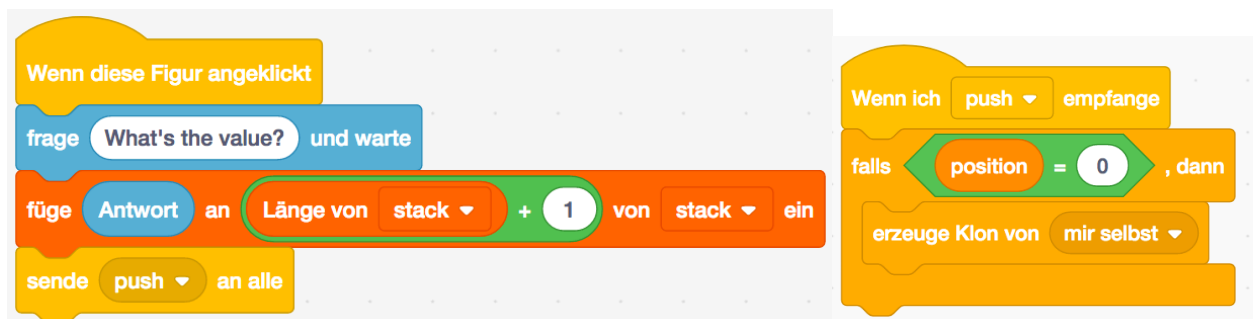 Wenn diese Figur angeklickt
frage What's the value? und warte
füge Antwort an Länge von stack + 1 von stack ein
sende push an alle
Wenn ich push empfange
falls position = 0 , dann
erzeuge Klon von mir selbst